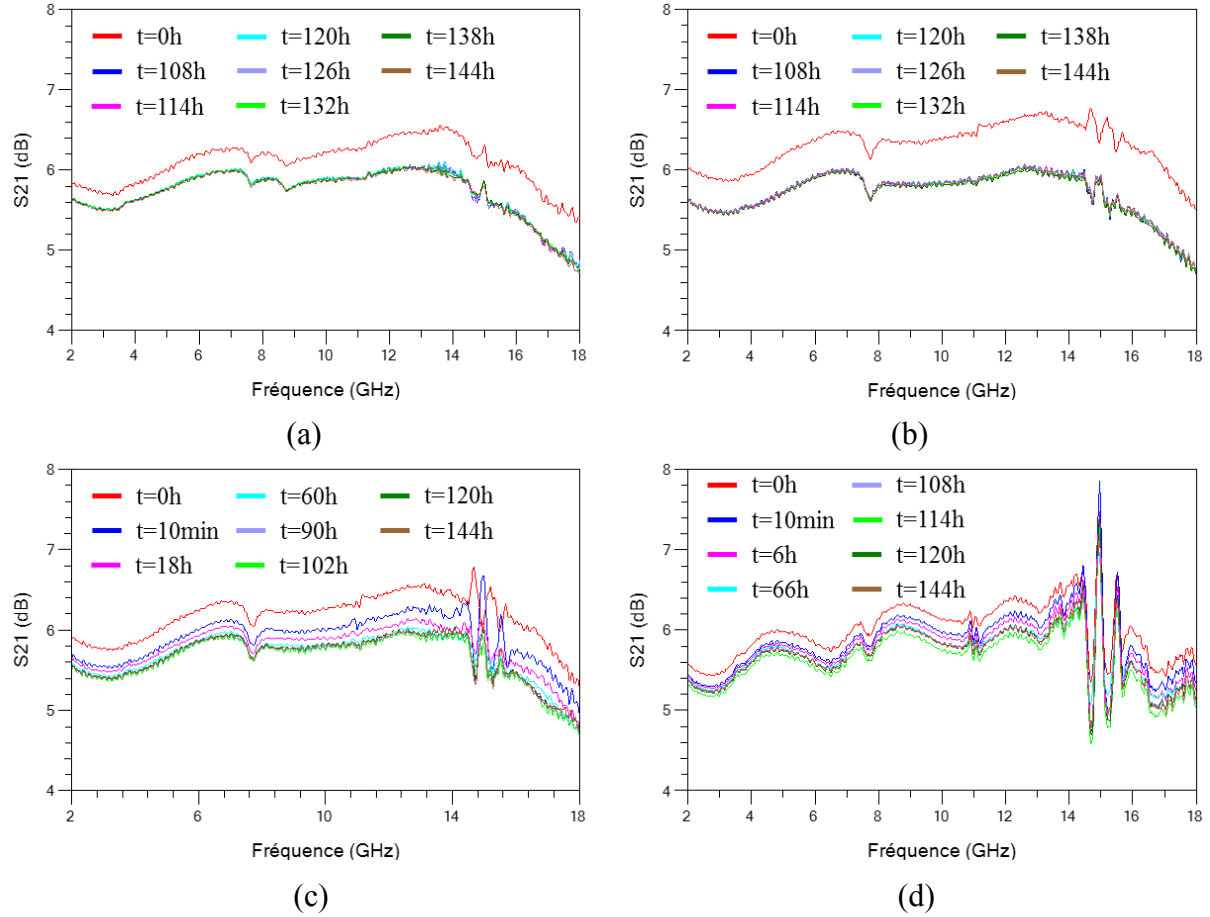 8
7
6
5
4
S21 (dB)
t=0h
t=108h
t=114h
t=120h
t=126h
t=132h
t=138h
t=144h
2
4
6
8
10
12
14
16
18
Fréquence (GHz)
(a)
8
7
6
5
4
S21 (dB)
t=0h
t=108h
t=114h
t=120h
t=126h
t=132h
t=138h
t=144h
2
4
6
8
10
12
14
16
18
Fréquence (GHz)
(b)
8
7
6
5
4
S21 (dB)
t=0h
t=10min
t=18h
t=60h
t=90h
t=102h
t=120h
t=144h
2
6
10
14
18
Fréquence (GHz)
(c)
8
7
6
5
4
S21 (dB)
t=0h
t=10min
t=6h
t=66h
t=108h
t=114h
t=120h
t=144h
2
4
6
8
10
12
14
16
18
Fréquence (GHz)
(d)